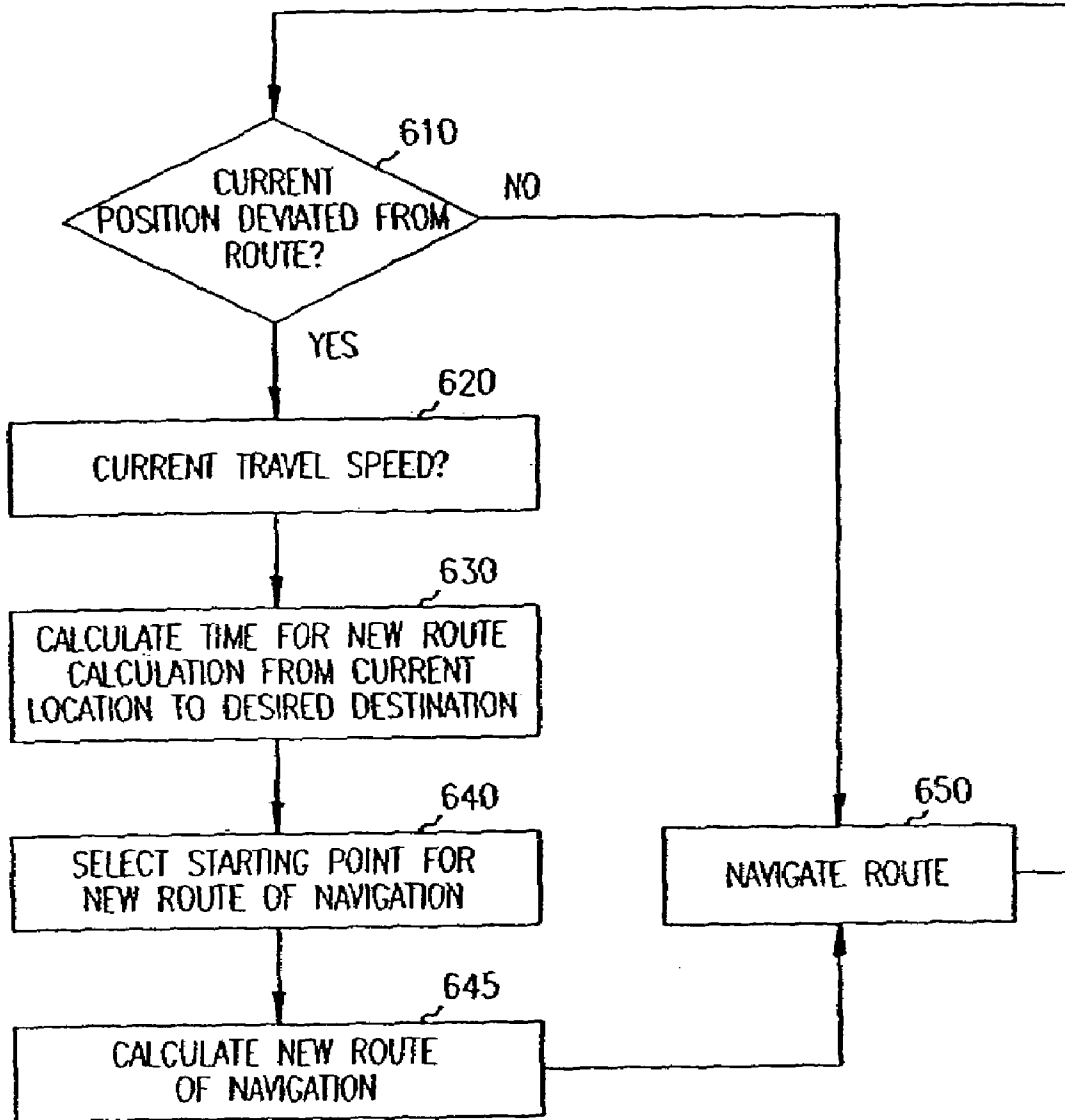 610
CURRENT
POSITION DEVIATED FROM
ROUTE?
NO
YES
620
CURRENT TRAVEL SPEED?
630
CALCULATE TIME FOR NEW ROUTE
CALCULATION FROM CURRENT
LOCATION TO DESIRED DESTINATION
640
SELECT STARTING POINT FOR
NEW ROUTE OF NAVIGATION
650
NAVIGATE ROUTE
645
CALCULATE NEW ROUTE
OF NAVIGATION